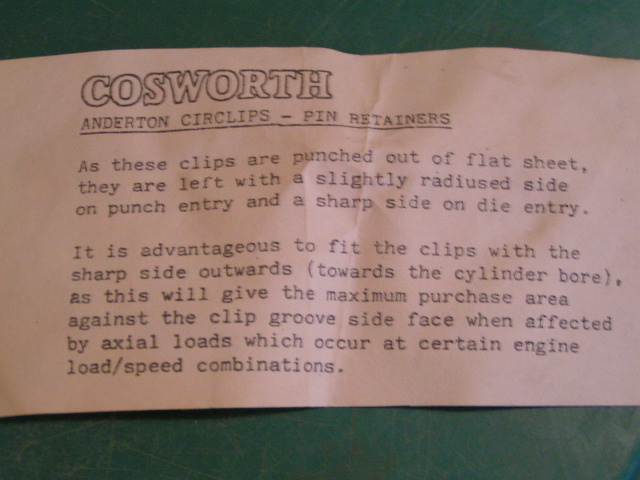 COSWORTH
ANDERTON CIRCLIPS - PIN RETAINERS
As these clips are punched out of flat sheet,
they are left with a slightly radiused side
on punch entry and a sharp side on die entry.
It is advantageous to fit the clips with the
sharp side outwards (towards the cylinder bore),
as this will give the maximum purchase area
against the clip groove side face when affected
by axial loads which occur at certain engine
load/speed combinations.